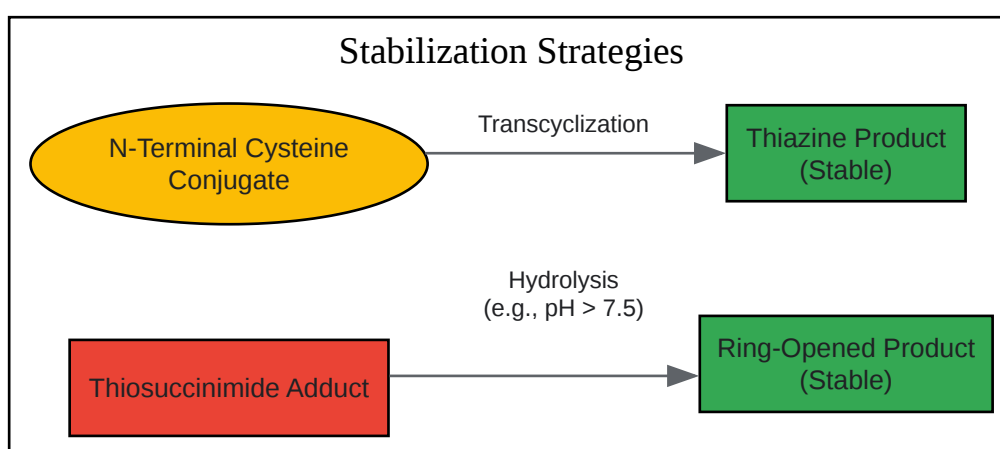 Stabilization Strategies
N-Terminal Cysteine
Conjugate
Transcyclization
Thiazine Product
(Stable)
Hydrolysis
(e.g., pH > 7.5)
Thiosuccinimide Adduct
Ring-Opened Product
(Stable)